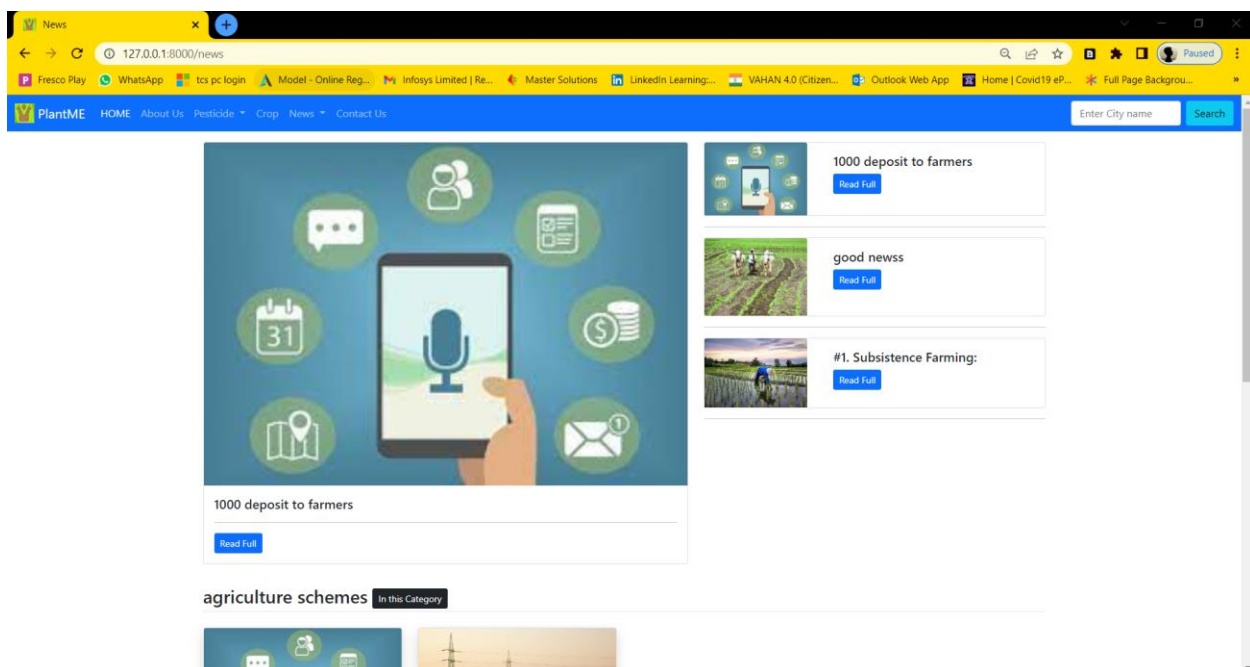 News
127.0.0.1:8000/news
Paused
Fresco Play WhatsApp tcs pc login Model - Online Reg... Infosys Limited | Re... Master Solutions LinkedIn Learning:... VAHAN 4.0 (Citizen... Outlook Web App Home | Covid19 eP... Full Page Backgrou... »
PlantME HOME About Us Pesticide Crop News Contact Us Enter City name Search
31
1
1000 deposit to farmers
Read Full
1000 deposit to farmers
Read Full
good newss
Read Full
#1. Subsistence Farming:
Read Full
agriculture schemes In this Category